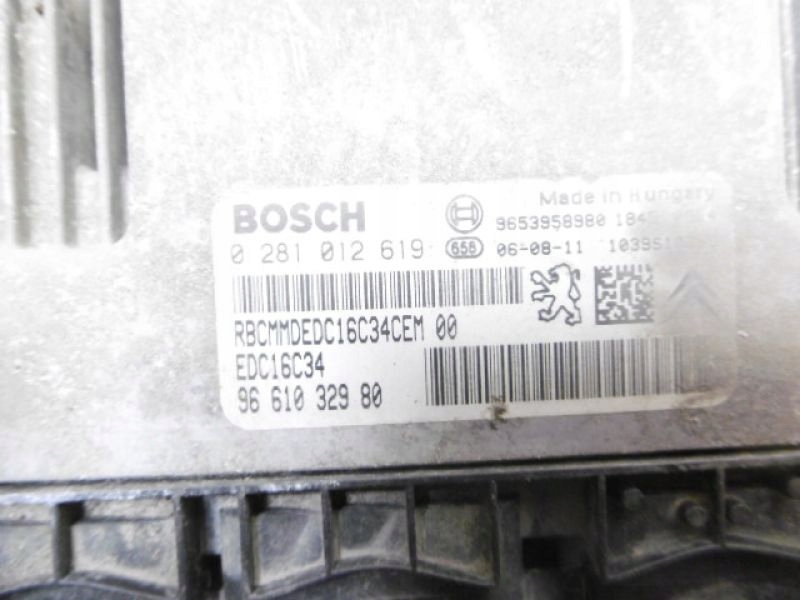 Made in Hungary
BOSCH 9653958980
0 281 012 619 658 06-08-11
RBCMMDEDC16C34CEM 00
EDC16C34
96 610 329 80